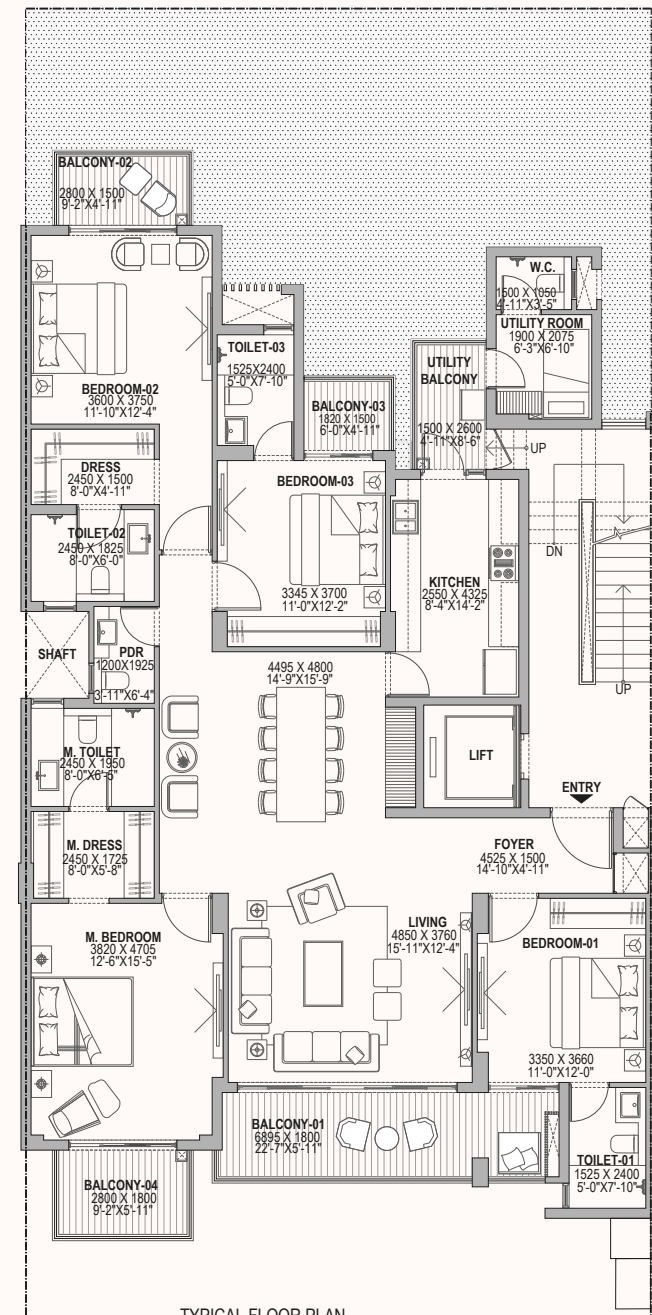 BALCONY-02
2800 X 1500
9'-2"X4'-11"
W.C.
1500 X 1050
4'-11"X3'-5"
UTILITY ROOM
1900 X 2075
6'-3"X6'-10"
TOILET-03
1525X2400
5'-0"X7'-10"
UTILITY
BALCONY
1500 X 2600
4'-11"X8'-6"
BEDROOM-02
3600 X 3750
11'-10"X12'-4"
BALCONY-03
1820 X 1500
6'-0"X4'-11"
UP
DRESS
2450 X 1500
8'-0"X4'-11"
BEDROOM-03
3345 X 3700
11'-0"X12'-2"
TOILET-02
2450 X 1825
8'-0"X6'-0"
KITCHEN
2550 X 4325
8'-4"X14'-2"
DN
UP
SHAFT
PDR
1200X1925
3'-11"X6'-4"
4495 X 4800
14'-9"X15'-9"
M. TOILET
2450 X 1950
8'-0"X6'-5"
LIFT
ENTRY
M. DRESS
2450 X 1725
8'-0"X5'-8"
FOYER
4525 X 1500
14'-10"X4'-11"
M. BEDROOM
3820 X 4705
12'-6"X15'-5"
LIVING
4850 X 3760
15'-11"X12'-4"
BEDROOM-01
3350 X 3660
11'-0"X12'-0"
BALCONY-01
6895 X 1800
22'-7"X5'-11"
TOILET-01
1525 X 2400
5'-0"X7'-10"
BALCONY-04
2800 X 1800
9'-2"X5'-11"
TYPICAL FLOOR PLAN